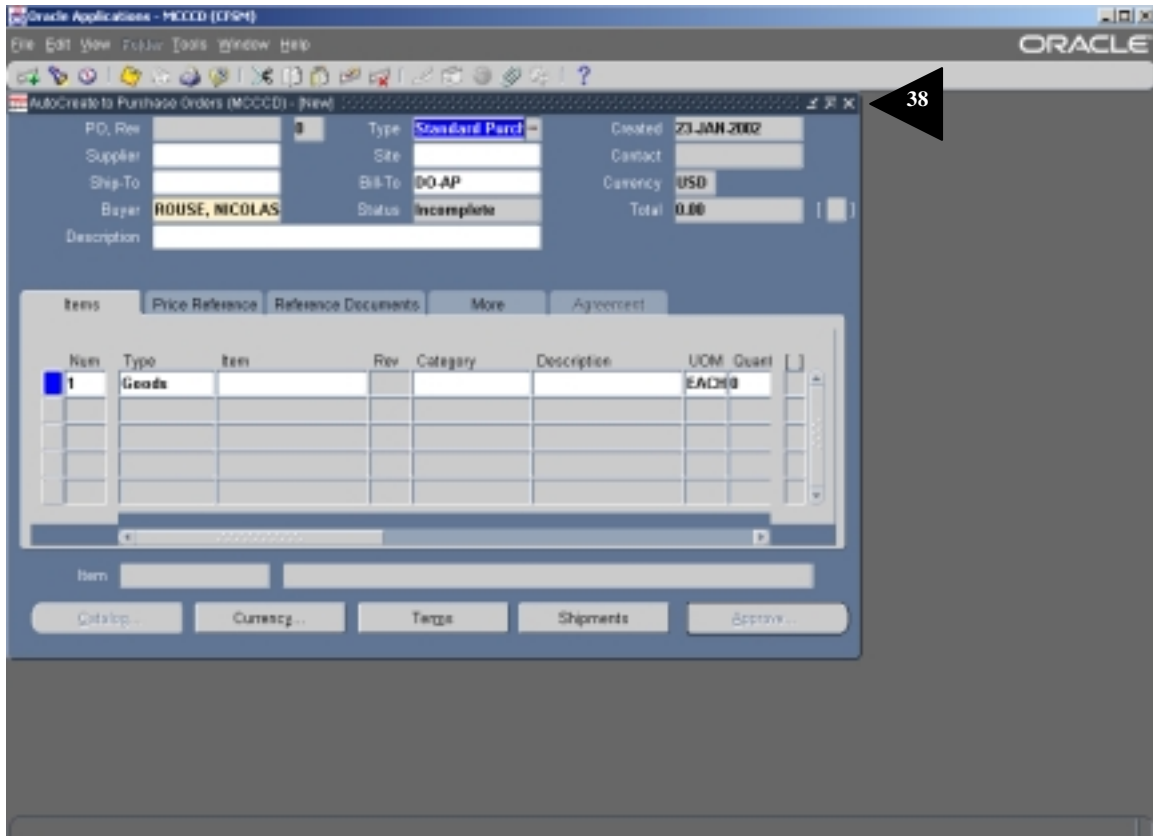 Oracle Applications - MCCCD (CPSM)
File Edit View Folder Tools Window Help
ORACLE
?
AutoCreate to Purchase Orders (MCCCD) - [New]
38
PO, Rev 0 Type Standard Purch Created 23-JAN-2002
Supplier Site Contact
Ship-To Bill-To DO-AP Currency USD
Buyer ROUSE, NICOLAS Status Incomplete Total 0.00 [ ]
Description
Items Price Reference Reference Documents More Agreement
Num Type Item Rev Category Description UOM Quant [ ]
1 Goods EACH 0
Item
Catalog... Currency... Terms Shipments Approve...